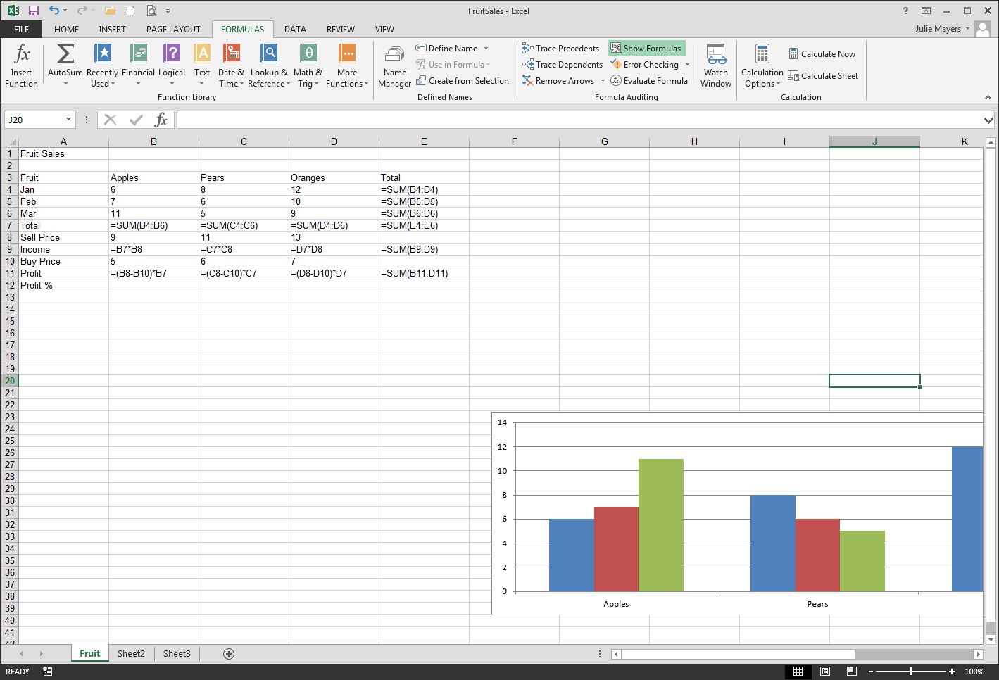 FruitSales - Excel
?
FILE HOME INSERT PAGE LAYOUT FORMULAS DATA REVIEW VIEW Julie Mayers
fx Insert Function
Σ AutoSum
Recently Used
Financial
? Logical
A Text
Date & Time
Lookup & Reference
θ Math & Trig
More Functions
Function Library
Name Manager
Define Name
Use in Formula
Create from Selection
Defined Names
Trace Precedents
Trace Dependents
Remove Arrows
Show Formulas
Error Checking
Evaluate Formula
Formula Auditing
Watch Window
Calculation Options
Calculate Now
Calculate Sheet
Calculation
J20 fx
A B C D E F G H I J K
1 Fruit Sales
2
3 Fruit Apples Pears Oranges Total
4 Jan 6 8 12 =SUM(B4:D4)
5 Feb 7 6 10 =SUM(B5:D5)
6 Mar 11 5 9 =SUM(B6:D6)
7 Total =SUM(B4:B6) =SUM(C4:C6) =SUM(D4:D6) =SUM(E4:E6)
8 Sell Price 9 11 13
9 Income =B7*B8 =C7*C8 =D7*D8 =SUM(B9:D9)
10 Buy Price 5 6 7
11 Profit =(B8-B10)*B7 =(C8-C10)*C7 =(D8-D10)*D7 =SUM(B11:D11)
12 Profit %
13
14
15
16
17
18
19
20
21
22
23
24
25
26
27
28
29
30
31
32
33
34
35
36
37
38
39
40
41
42
14
12
10
8
6
4
2
0
Apples Pears
Fruit Sheet2 Sheet3
READY 100%